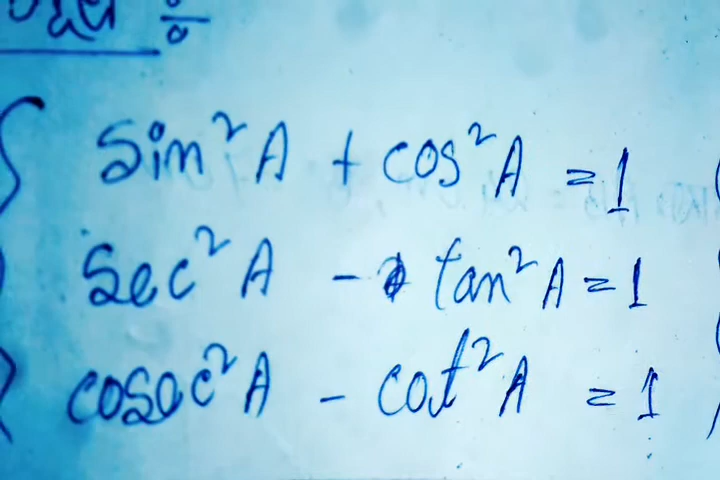 sin²A + cos²A = 1
sec²A - tan²A = 1
cosec²A - cot²A = 1